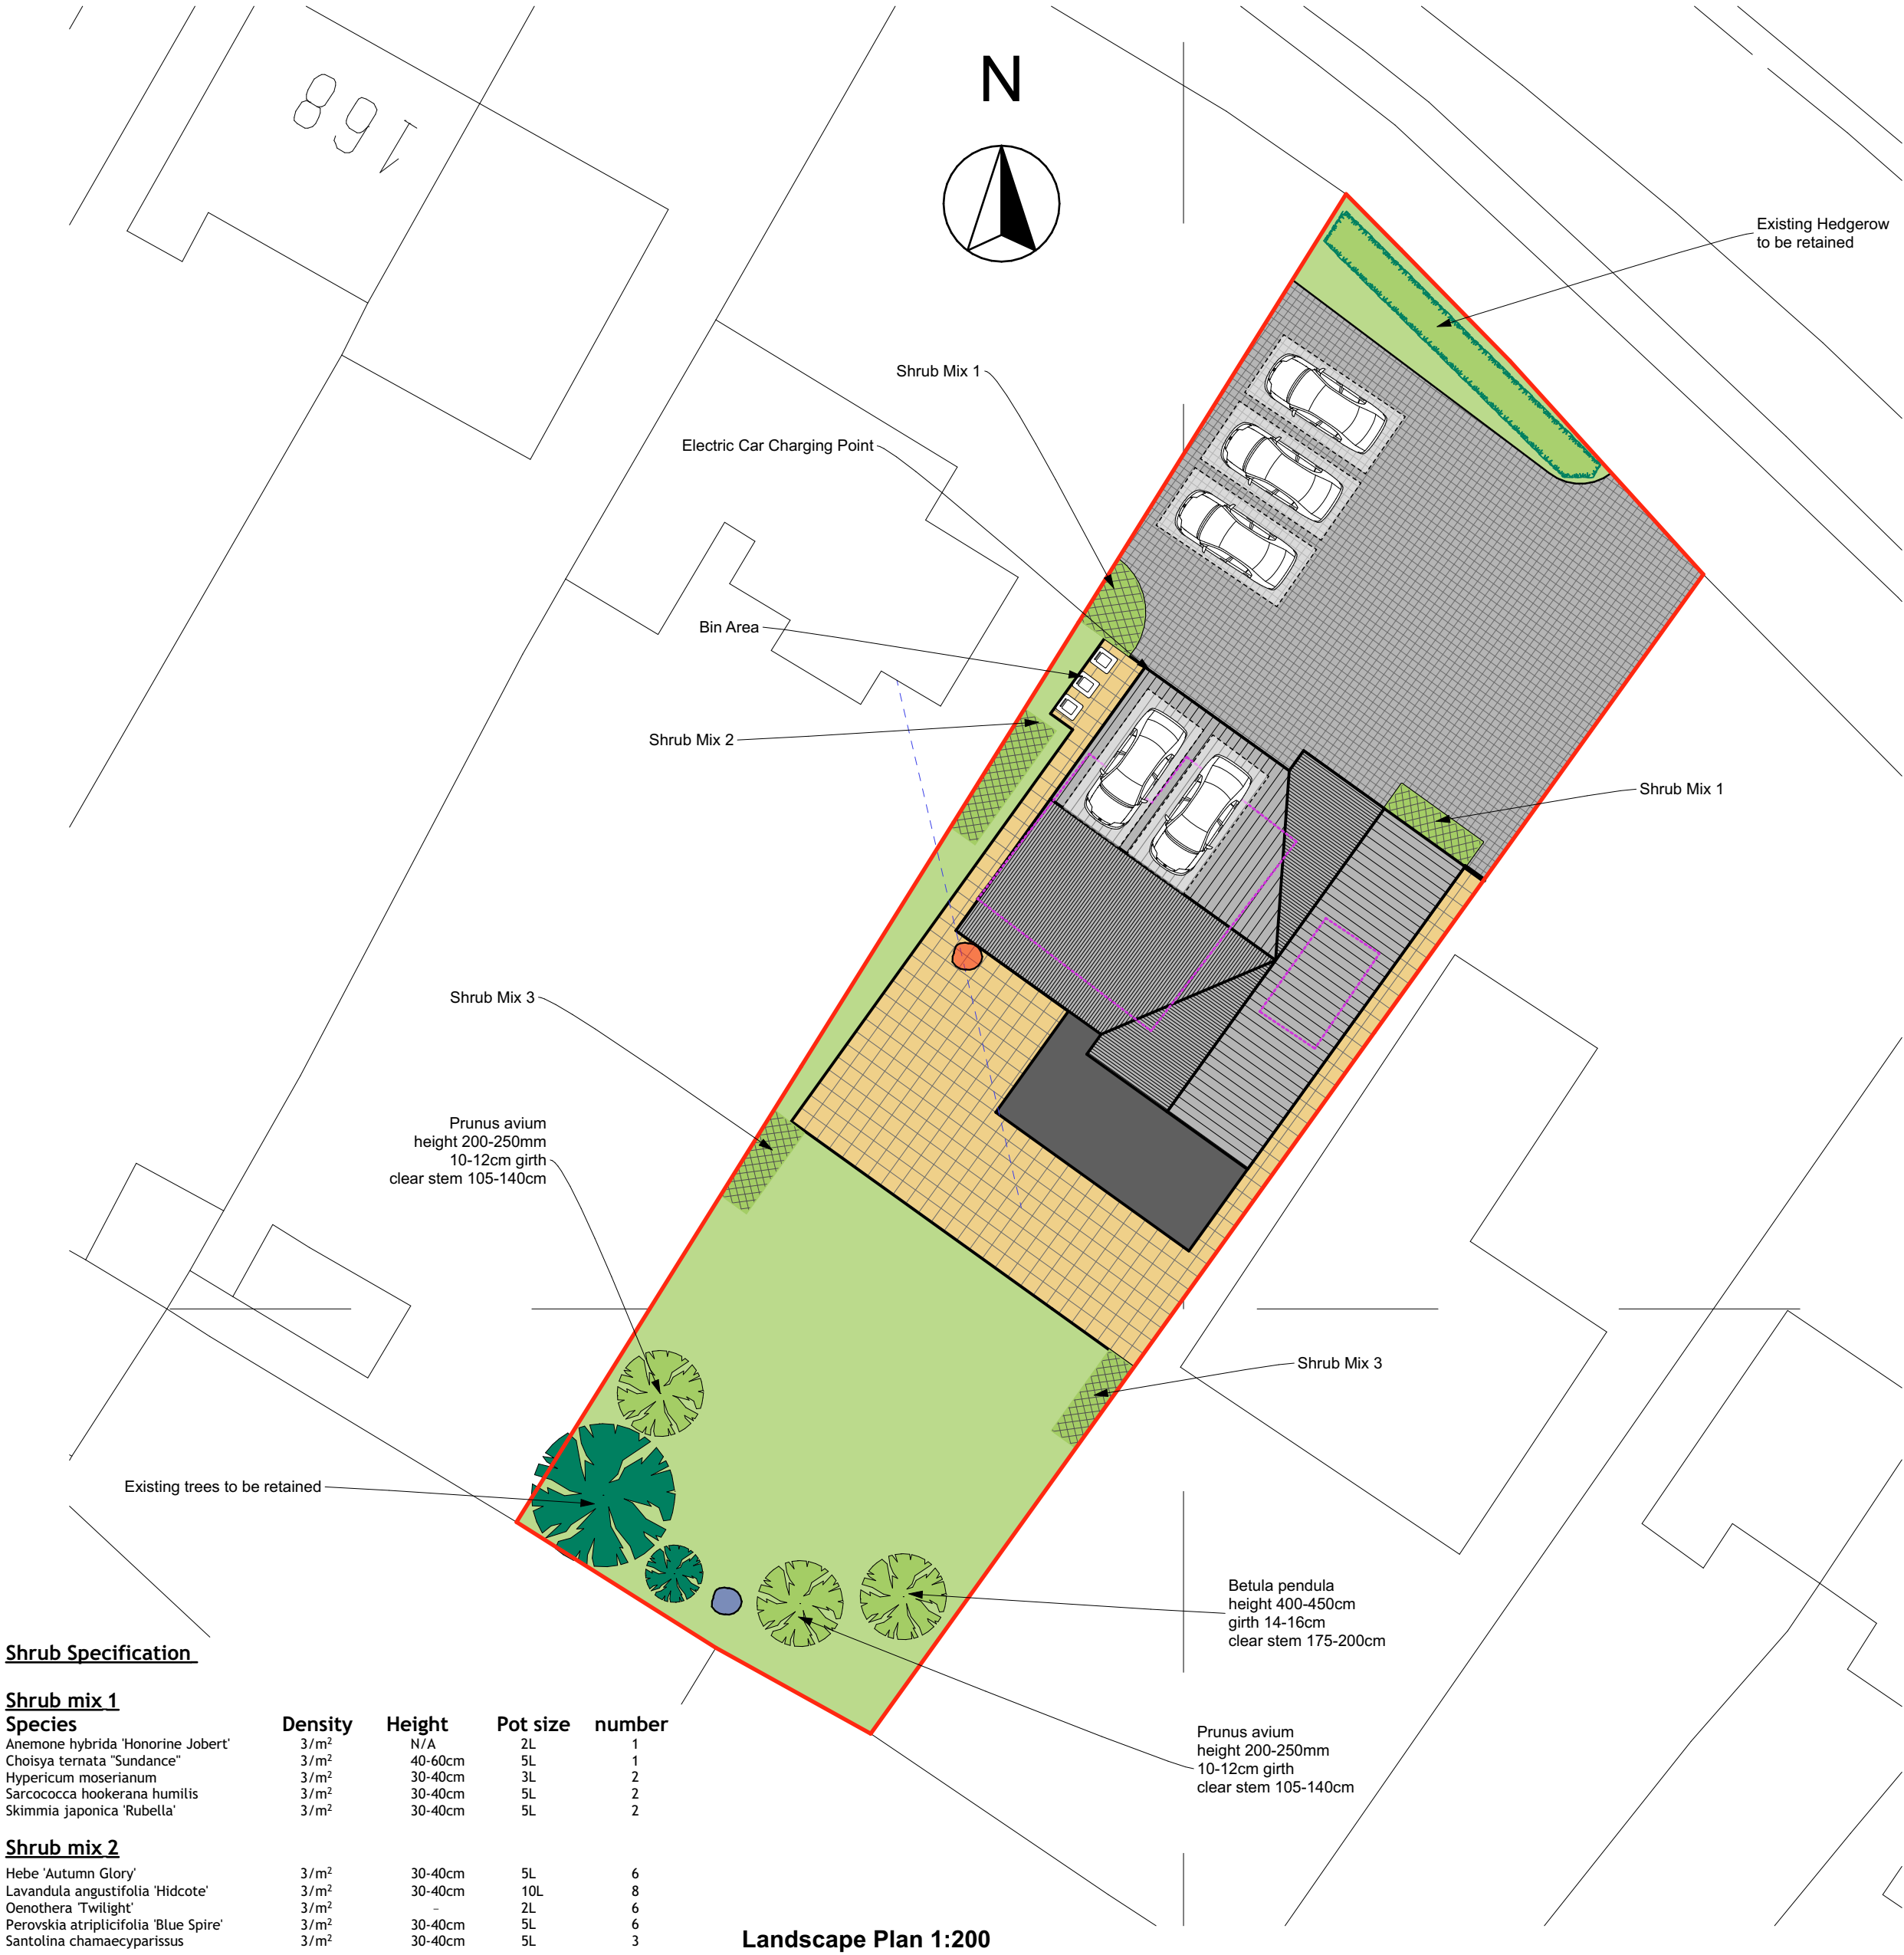 N
168
Existing Hedgerow
to be retained
Shrub Mix 1
Electric Car Charging Point
Bin Area
Shrub Mix 2
Shrub Mix 1
Shrub Mix 3
Prunus avium
height 200-250mm
10-12cm girth
clear stem 105-140cm
Shrub Mix 3
Existing trees to be retained
Betula pendula
height 400-450cm
girth 14-16cm
clear stem 175-200cm
Prunus avium
height 200-250mm
10-12cm girth
clear stem 105-140cm
Shrub Specification
Shrub mix 1
Species Density Height Pot size number
Anemone hybrida 'Honorine Jobert' 3/m² N/A 2L 1
Choisya ternata "Sundance" 3/m² 40-60cm 5L 1
Hypericum moserianum 3/m² 30-40cm 3L 2
Sarcococca hookerana humilis 3/m² 30-40cm 5L 2
Skimmia japonica 'Rubella' 3/m² 30-40cm 5L 2
Shrub mix 2
Hebe 'Autumn Glory' 3/m² 30-40cm 5L 6
Lavandula angustifolia 'Hidcote' 3/m² 30-40cm 10L 8
Oenothera 'Twilight' 3/m² – 2L 6
Perovskia atriplicifolia 'Blue Spire' 3/m² 30-40cm 5L 6
Santolina chamaecyparissus 3/m² 30-40cm 5L 3
Landscape Plan 1:200